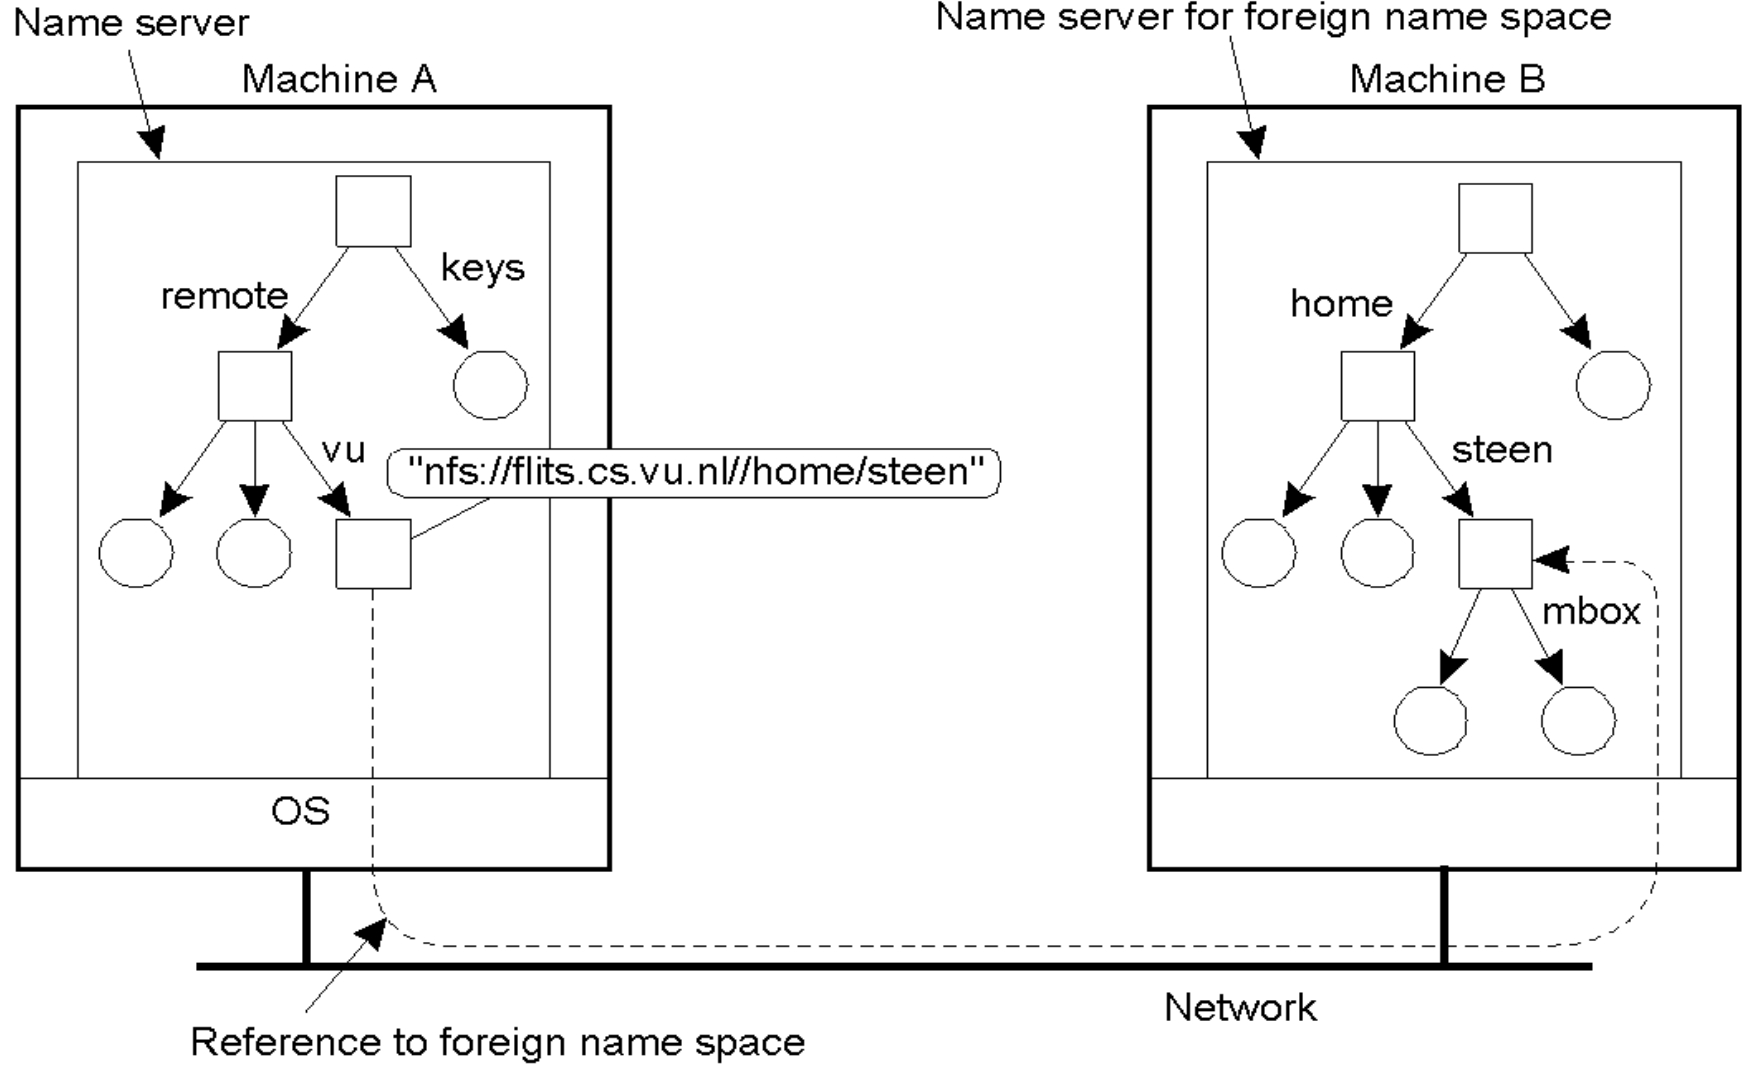 Name server
Name server for foreign name space
Machine A
Machine B
keys
remote
home
vu
"nfs://flits.cs.vu.nl//home/steen"
steen
mbox
OS
Network
Reference to foreign name space